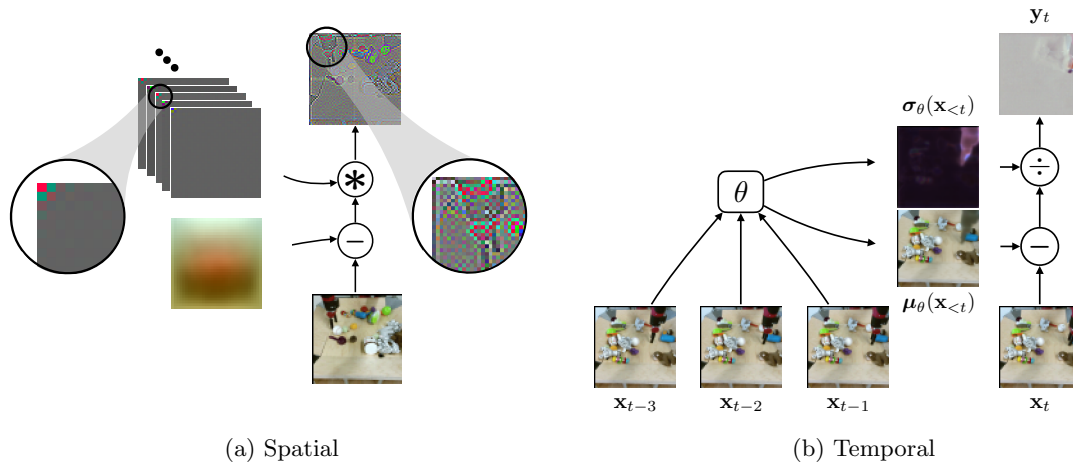 y_t
σ_θ(x_{<t})
θ
μ_θ(x_{<t})
x_{t−3} x_{t−2} x_{t−1} x_t
(a) Spatial (b) Temporal